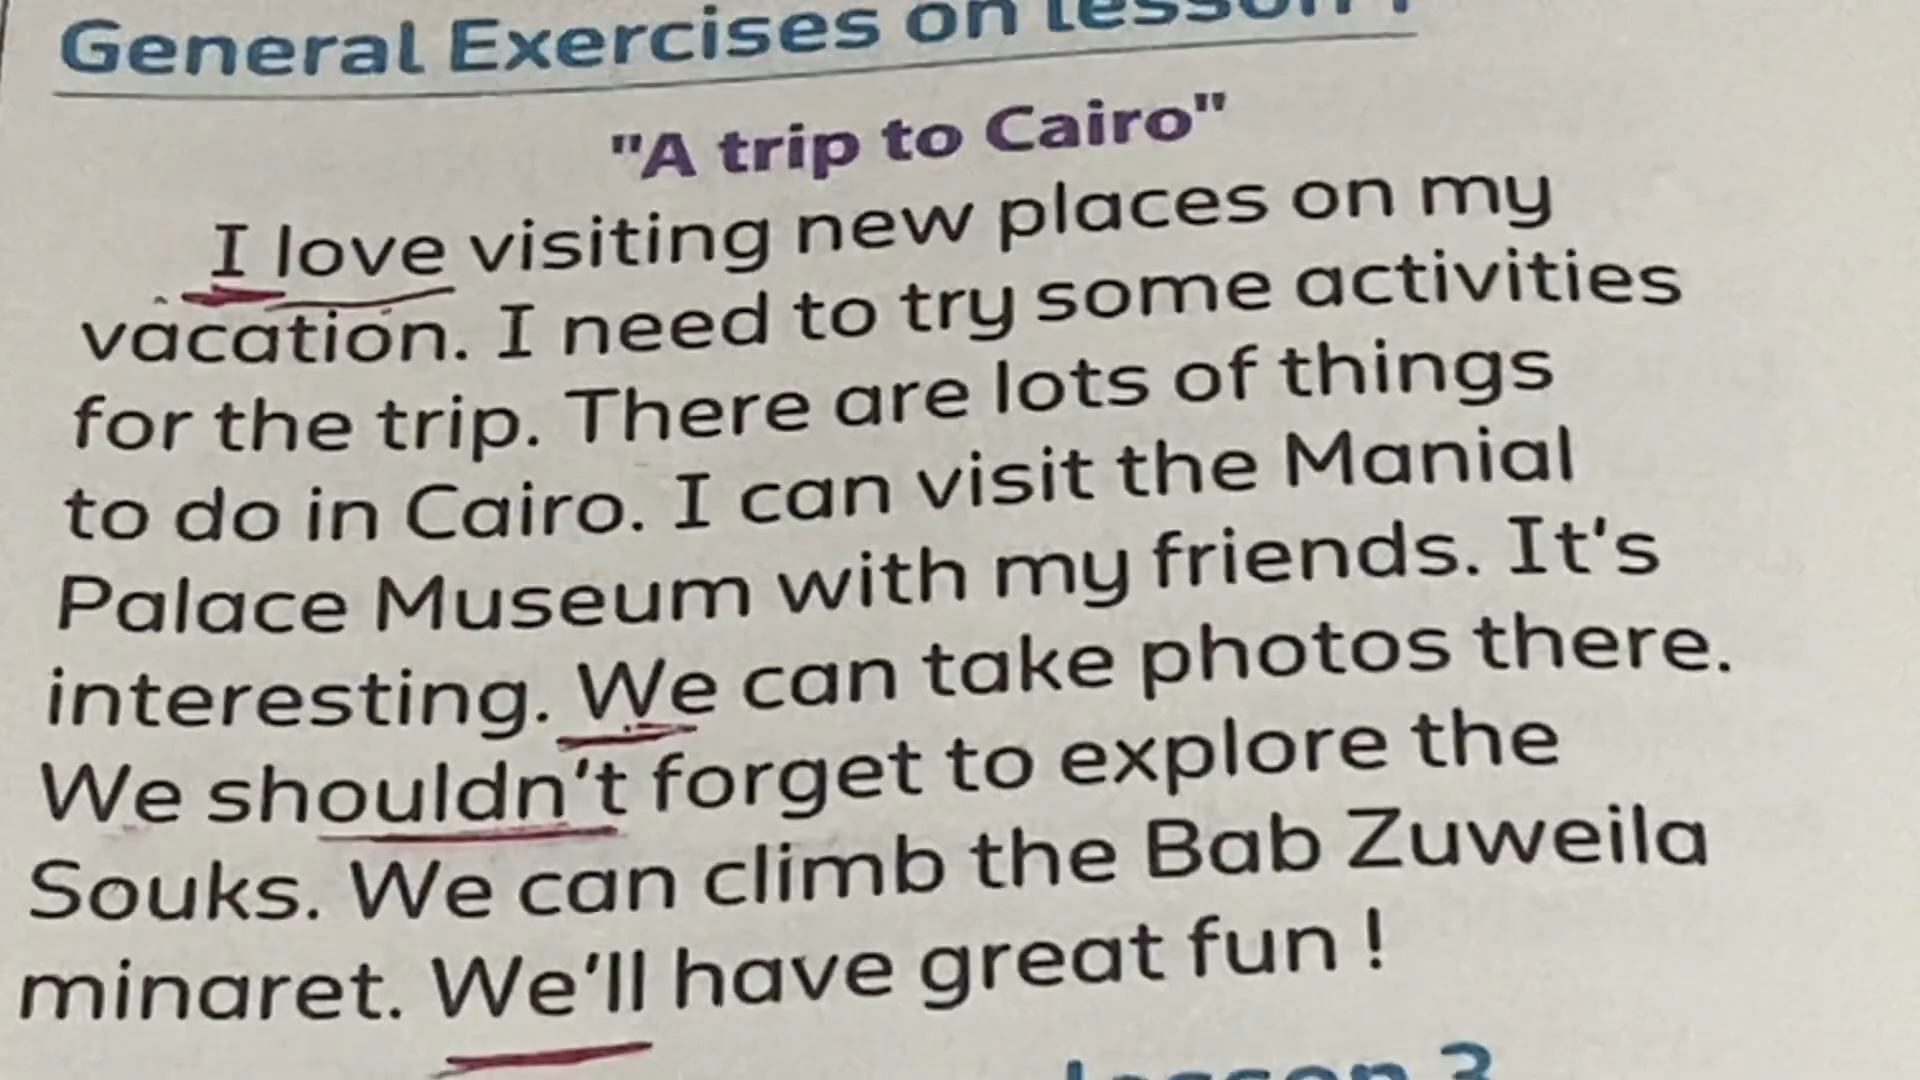 General Exercises on lesson
"A trip to Cairo"
I love visiting new places on my
vacation. I need to try some activities
for the trip. There are lots of things
to do in Cairo. I can visit the Manial
Palace Museum with my friends. It's
interesting. We can take photos there.
We shouldn't forget to explore the
Souks. We can climb the Bab Zuweila
minaret. We'll have great fun !
lesson 3